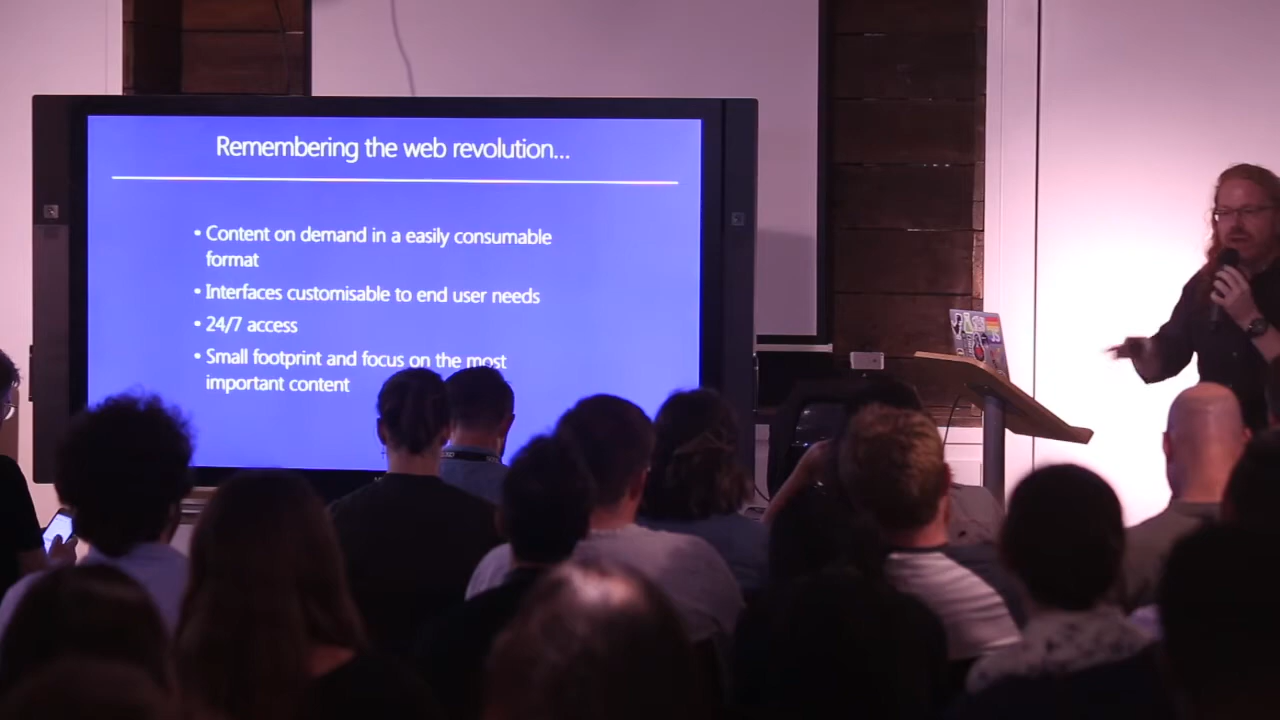 Remembering the web revolution...
• Content on demand in a easily consumable
format
• Interfaces customisable to end user needs
• 24/7 access
• Small footprint and focus on the most
important content